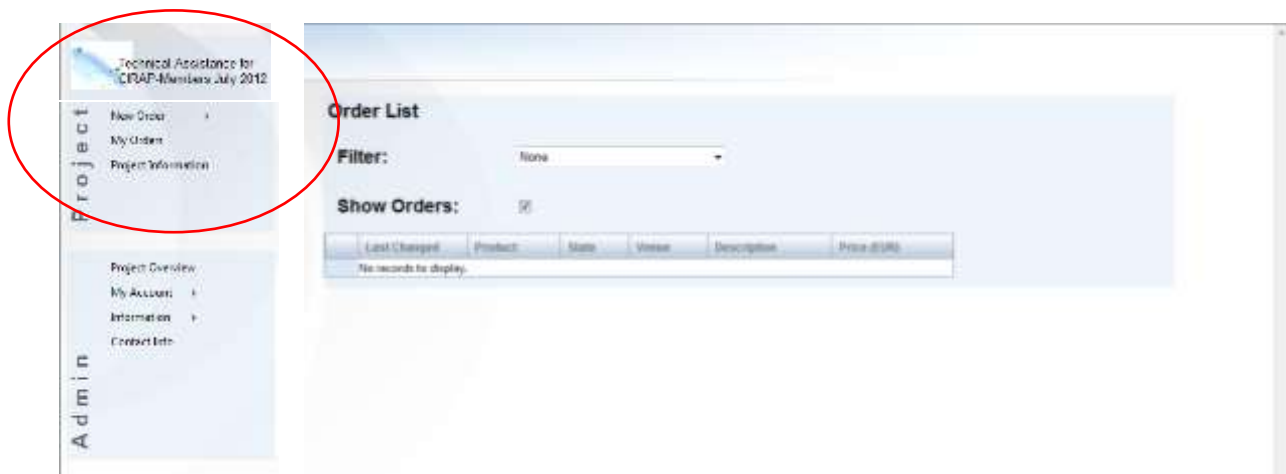 Technical Assistance for
CIRAP-Members July 2012
Project
New Order
My Orders
Project Information
Admin
Project Overview
My Account
Information
Contact Info
Order List
Filter:
None
Show Orders:
Last Changed Product State Venue Description Price (EUR)
No records to display.